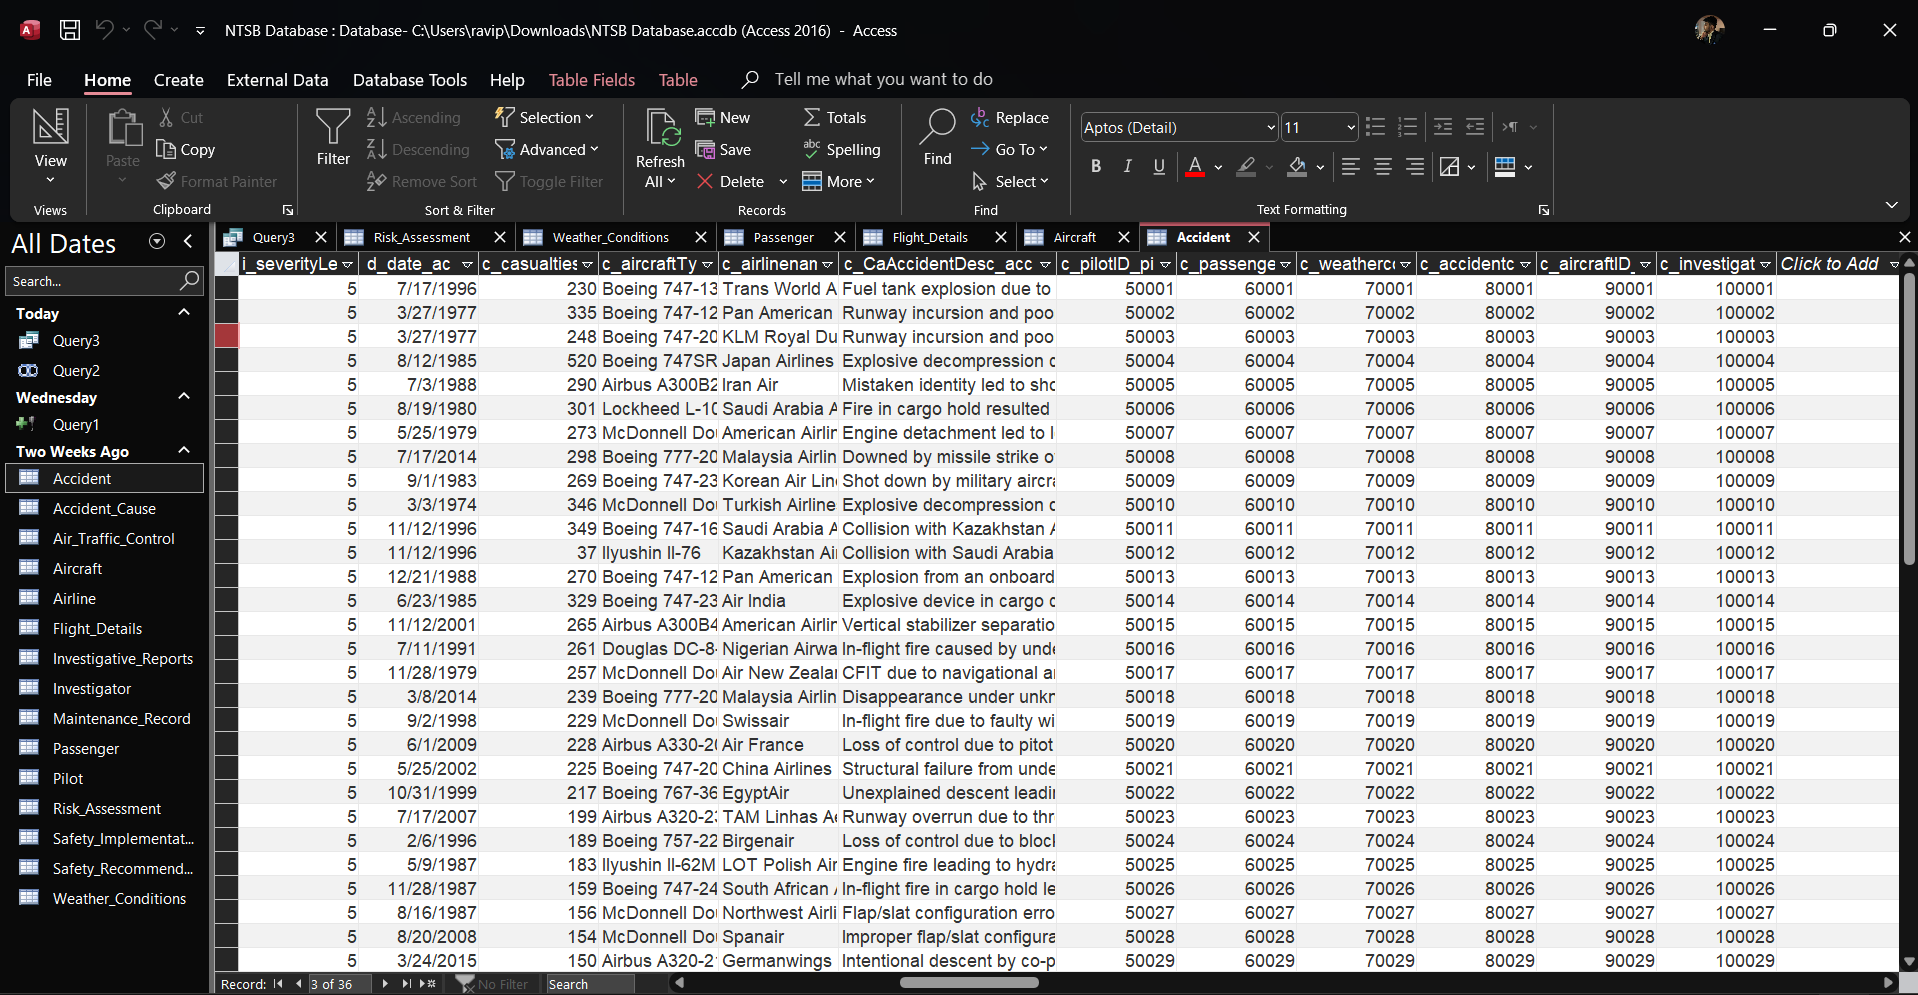 NTSB Database : Database- C:\Users\ravip\Downloads\NTSB Database.accdb (Access 2016) - Access
File Home Create External Data Database Tools Help Table Fields Table Tell me what you want to do
View Paste Cut Copy Format Painter Filter Ascending Descending Remove Sort Selection Advanced Toggle Filter Refresh All New Save Delete Totals Spelling More Find Replace Go To Select Aptos (Detail) 11 B I U A
Views Clipboard Sort & Filter Records Find Text Formatting
All Dates
Search...
Today
Query3
Query2
Wednesday
Query1
Two Weeks Ago
Accident
Accident_Cause
Air_Traffic_Control
Aircraft
Airline
Flight_Details
Investigative_Reports
Investigator
Maintenance_Record
Passenger
Pilot
Risk_Assessment
Safety_Implementat...
Safety_Recommend...
Weather_Conditions
Query3 Risk_Assessment Weather_Conditions Passenger Flight_Details Aircraft Accident
i_severityLe d_date_ac c_casualties c_aircraftTy c_airlinenan c_CaAccidentDesc_acc c_pilotID_pi c_passenge c_weatherc c_accidentc c_aircraftID_ c_investigat Click to Add
5 7/17/1996 230 Boeing 747-13 Trans World A Fuel tank explosion due to 50001 60001 70001 80001 90001 100001
5 3/27/1977 335 Boeing 747-12 Pan American Runway incursion and poo 50002 60002 70002 80002 90002 100002
5 3/27/1977 248 Boeing 747-20 KLM Royal Du Runway incursion and poo 50003 60003 70003 80003 90003 100003
5 8/12/1985 520 Boeing 747SR Japan Airlines Explosive decompression c 50004 60004 70004 80004 90004 100004
5 7/3/1988 290 Airbus A300B2 Iran Air Mistaken identity led to sho 50005 60005 70005 80005 90005 100005
5 8/19/1980 301 Lockheed L-10 Saudi Arabia A Fire in cargo hold resulted 50006 60006 70006 80006 90006 100006
5 5/25/1979 273 McDonnell Dou American Airlin Engine detachment led to l 50007 60007 70007 80007 90007 100007
5 7/17/2014 298 Boeing 777-20 Malaysia Airlin Downed by missile strike o 50008 60008 70008 80008 90008 100008
5 9/1/1983 269 Boeing 747-23 Korean Air Lin Shot down by military aircra 50009 60009 70009 80009 90009 100009
5 3/3/1974 346 McDonnell Dou Turkish Airline Explosive decompression c 50010 60010 70010 80010 90010 100010
5 11/12/1996 349 Boeing 747-16 Saudi Arabia A Collision with Kazakhstan A 50011 60011 70011 80011 90011 100011
5 11/12/1996 37 Ilyushin Il-76 Kazakhstan Ai Collision with Saudi Arabia 50012 60012 70012 80012 90012 100012
5 12/21/1988 270 Boeing 747-12 Pan American Explosion from an onboard 50013 60013 70013 80013 90013 100013
5 6/23/1985 329 Boeing 747-23 Air India Explosive device in cargo c 50014 60014 70014 80014 90014 100014
5 11/12/2001 265 Airbus A300B4 American Airlin Vertical stabilizer separatio 50015 60015 70015 80015 90015 100015
5 7/11/1991 261 Douglas DC-8- Nigerian Airwa In-flight fire caused by unde 50016 60016 70016 80016 90016 100016
5 11/28/1979 257 McDonnell Dou Air New Zealar CFIT due to navigational a 50017 60017 70017 80017 90017 100017
5 3/8/2014 239 Boeing 777-20 Malaysia Airlin Disappearance under unkn 50018 60018 70018 80018 90018 100018
5 9/2/1998 229 McDonnell Dou Swissair In-flight fire due to faulty wi 50019 60019 70019 80019 90019 100019
5 6/1/2009 228 Airbus A330-20 Air France Loss of control due to pitot 50020 60020 70020 80020 90020 100020
5 5/25/2002 225 Boeing 747-20 China Airlines Structural failure from unde 50021 60021 70021 80021 90021 100021
5 10/31/1999 217 Boeing 767-36 EgyptAir Unexplained descent leadi 50022 60022 70022 80022 90022 100022
5 7/17/2007 199 Airbus A320-23 TAM Linhas Ae Runway overrun due to thr 50023 60023 70023 80023 90023 100023
5 2/6/1996 189 Boeing 757-22 Birgenair Loss of control due to block 50024 60024 70024 80024 90024 100024
5 5/9/1987 183 Ilyushin Il-62M LOT Polish Air Engine fire leading to hydra 50025 60025 70025 80025 90025 100025
5 11/28/1987 159 Boeing 747-24 South African A In-flight fire in cargo hold le 50026 60026 70026 80026 90026 100026
5 8/16/1987 156 McDonnell Dou Northwest Airli Flap/slat configuration erro 50027 60027 70027 80027 90027 100027
5 8/20/2008 154 McDonnell Dou Spanair Improper flap/slat configura 50028 60028 70028 80028 90028 100028
5 3/24/2015 150 Airbus A320-2 Germanwings Intentional descent by co-p 50029 60029 70029 80029 90029 100029
Record: 3 of 36 No Filter Search